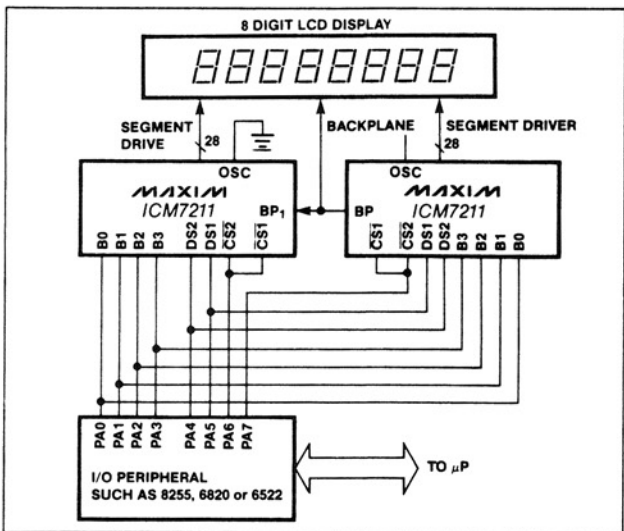 8 DIGIT LCD DISPLAY
88888888
SEGMENT
DRIVE
28
BACKPLANE
SEGMENT DRIVER
28
OSC
MAXIM
ICM7211
BP1
B0
B1
B2
B3
DS2
DS1
CS2
CS1
OSC
MAXIM
ICM7211
BP
CS1
CS2
DS1
DS2
B3
B2
B1
B0
PA0
PA1
PA2
PA3
PA4
PA5
PA6
PA7
I/O PERIPHERAL
SUCH AS 8255, 6820 or 6522
TO μP